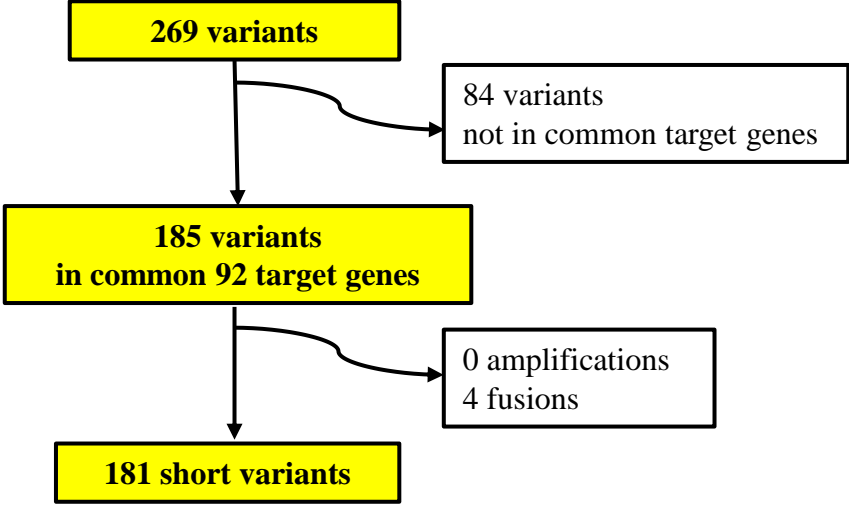 269 variants
84 variants
not in common target genes
185 variants
in common 92 target genes
0 amplifications
4 fusions
181 short variants